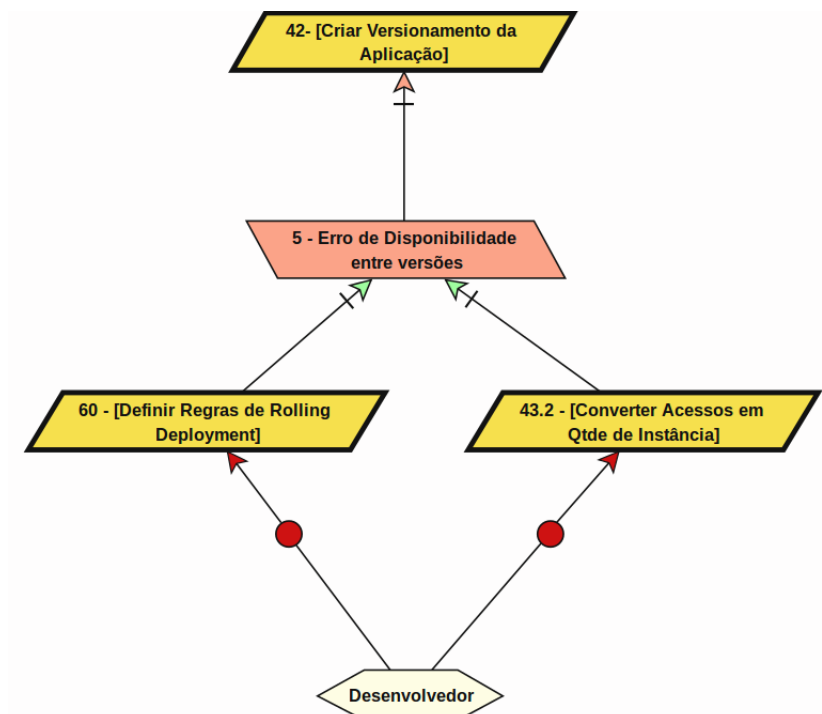 42- [Criar Versionamento da
Aplicação]
5 - Erro de Disponibilidade
entre versões
60 - [Definir Regras de Rolling
Deployment]
43.2 - [Converter Acessos em
Qtde de Instância]
Desenvolvedor